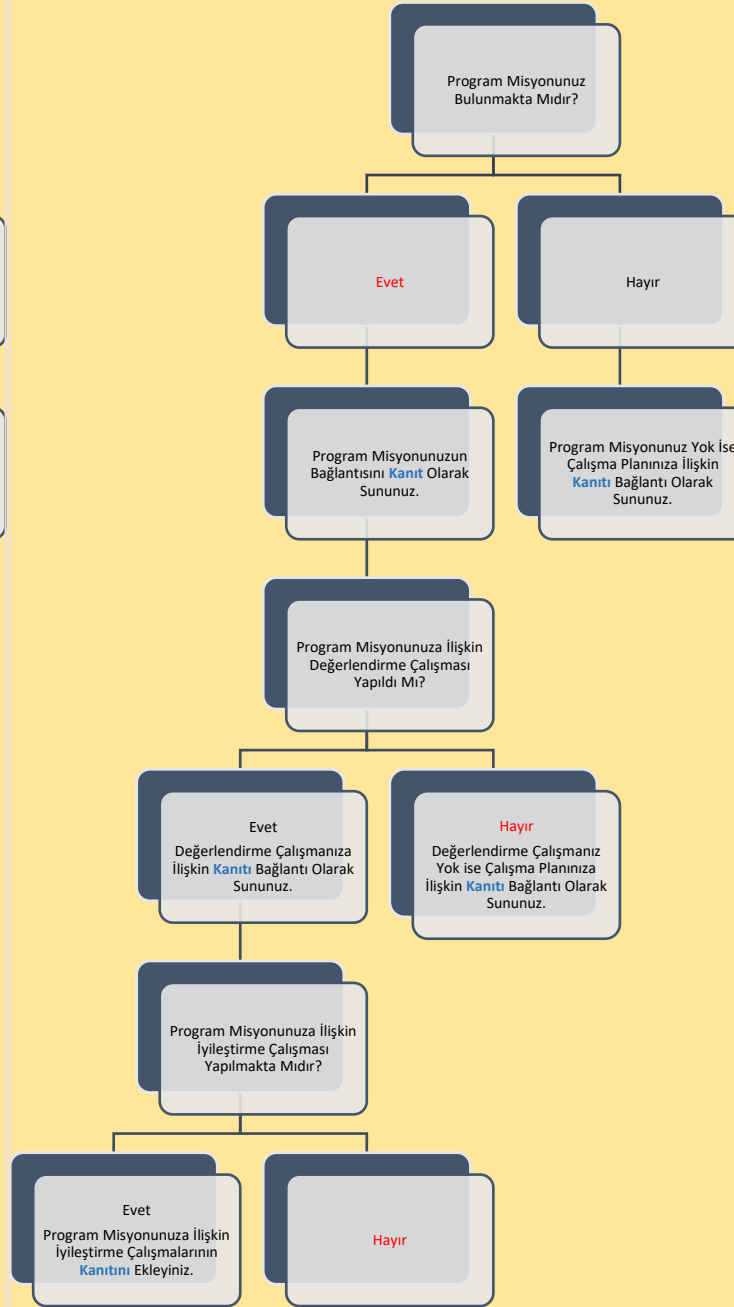 Program Misyonunuz
Bulunmakta Mıdır?
Evet
Hayır
Program Misyonunuzun
Bağlantısını Kanıt Olarak
Sununuz.
Program Misyonunuz Yok İse
Çalışma Planınıza İlişkin
Kanıtı Bağlantı Olarak
Sununuz.
Program Misyonunuza İlişkin
Değerlendirme Çalışması
Yapıldı Mı?
Evet
Değerlendirme Çalışmanıza
İlişkin Kanıtı Bağlantı Olarak
Sununuz.
Hayır
Değerlendirme Çalışmanız
Yok ise Çalışma Planınıza
İlişkin Kanıtı Bağlantı Olarak
Sununuz.
Program Misyonunuza İlişkin
İyileştirme Çalışması
Yapılmakta Mıdır?
Evet
Program Misyonunuza İlişkin
İyileştirme Çalışmalarının
Kanıtını Ekleyiniz.
Hayır